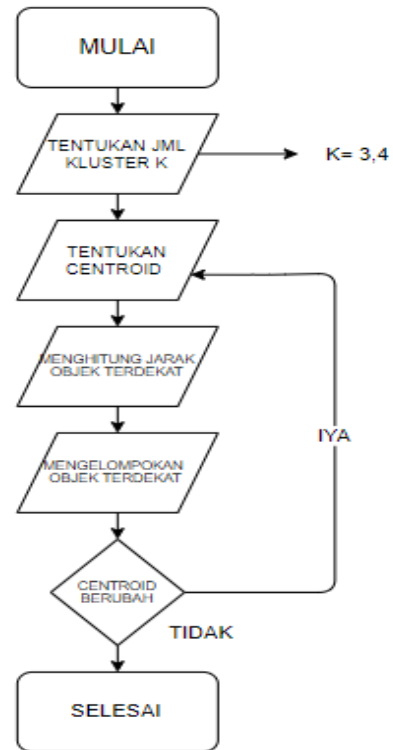 MULAI
TENTUKAN JML
KLUSTER K
K= 3,4
TENTUKAN
CENTROID
MENGHITUNG JARAK
OBJEK TERDEKAT
IYA
MENGELOMPOKAN
OBJEK TERDEKAT
CENTROID
BERUBAH
TIDAK
SELESAI